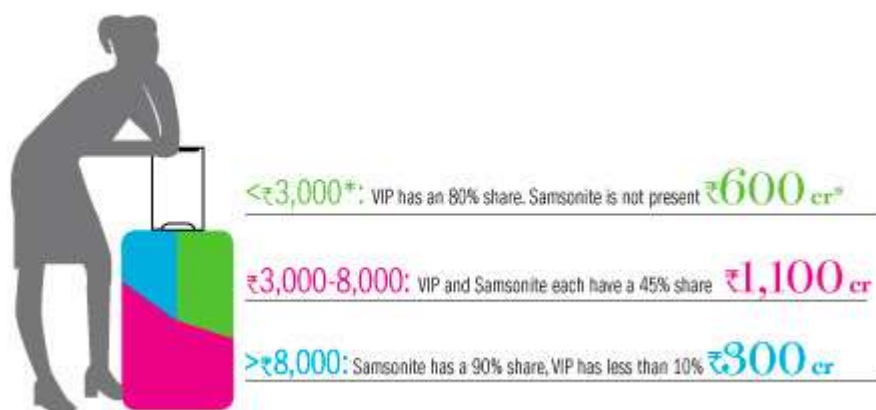 <₹3,000*: VIP has an 80% share. Samsonite is not present ₹600 cr*
₹3,000-8,000: VIP and Samsonite each have a 45% share ₹1,100 cr
>₹8,000: Samsonite has a 90% share, VIP has less than 10% ₹300 cr